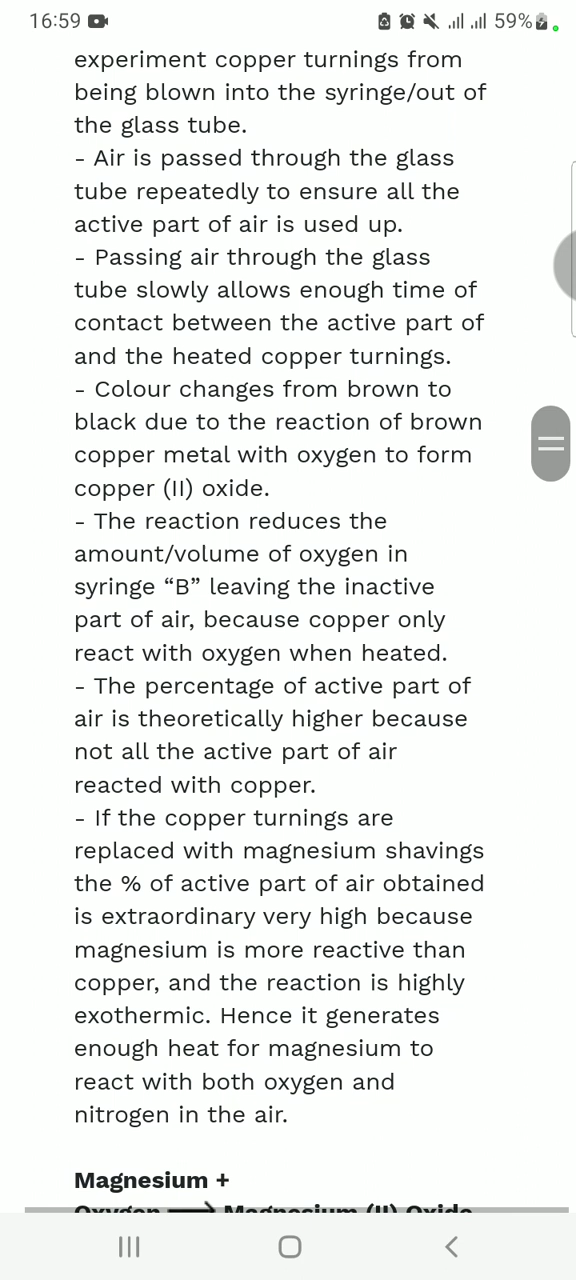 16:59
59%
experiment copper turnings from
being blown into the syringe/out of
the glass tube.
- Air is passed through the glass
tube repeatedly to ensure all the
active part of air is used up.
- Passing air through the glass
tube slowly allows enough time of
contact between the active part of
and the heated copper turnings.
- Colour changes from brown to
black due to the reaction of brown
copper metal with oxygen to form
copper (II) oxide.
- The reaction reduces the
amount/volume of oxygen in
syringe “B” leaving the inactive
part of air, because copper only
react with oxygen when heated.
- The percentage of active part of
air is theoretically higher because
not all the active part of air
reacted with copper.
- If the copper turnings are
replaced with magnesium shavings
the % of active part of air obtained
is extraordinary very high because
magnesium is more reactive than
copper, and the reaction is highly
exothermic. Hence it generates
enough heat for magnesium to
react with both oxygen and
nitrogen in the air.
Magnesium +
Oxygen ⟶ Magnesium (II) Oxide